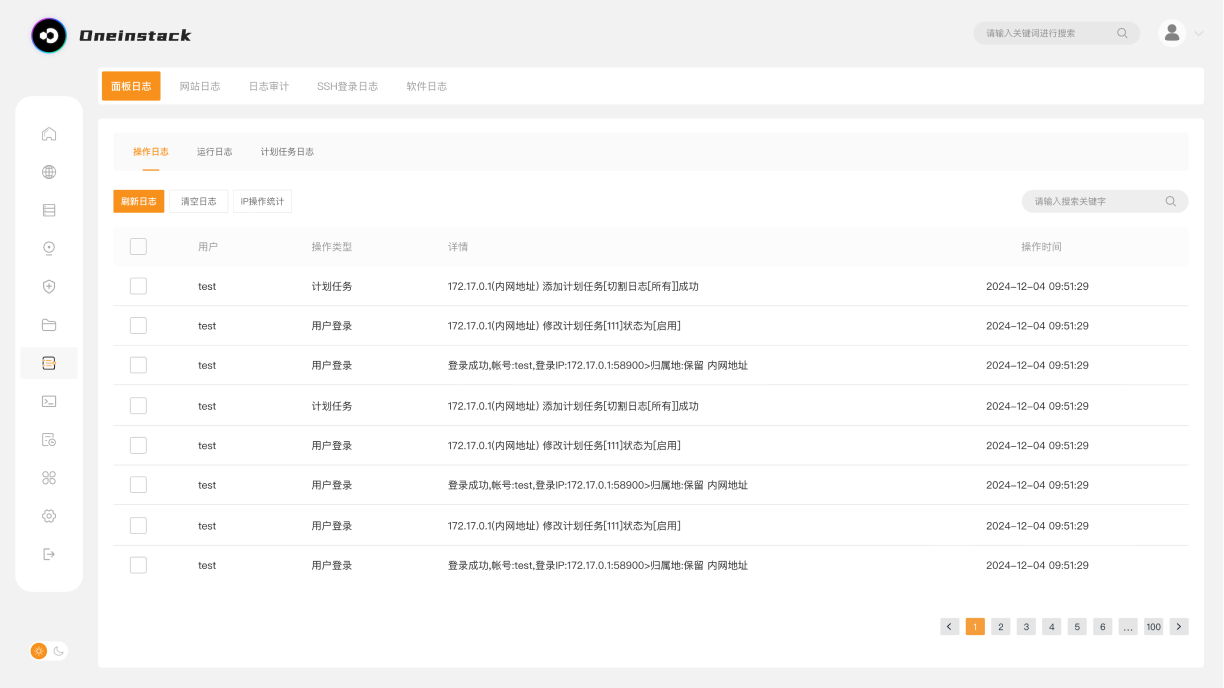 Oneinstack
请输入关键词进行搜索
面板日志 网站日志 日志审计 SSH登录日志 软件日志
操作日志 运行日志 计划任务日志
刷新日志 清空日志 IP操作统计 请输入搜索关键字
用户 操作类型 详情 操作时间
test 计划任务 172.17.0.1(内网地址) 添加计划任务[切割日志[所有]]成功 2024-12-04 09:51:29
test 用户登录 172.17.0.1(内网地址) 修改计划任务[111]状态为[启用] 2024-12-04 09:51:29
test 用户登录 登录成功,帐号:test,登录IP:172.17.0.1:58900>归属地:保留 内网地址 2024-12-04 09:51:29
test 计划任务 172.17.0.1(内网地址) 添加计划任务[切割日志[所有]]成功 2024-12-04 09:51:29
test 用户登录 172.17.0.1(内网地址) 修改计划任务[111]状态为[启用] 2024-12-04 09:51:29
test 用户登录 登录成功,帐号:test,登录IP:172.17.0.1:58900>归属地:保留 内网地址 2024-12-04 09:51:29
test 用户登录 172.17.0.1(内网地址) 修改计划任务[111]状态为[启用] 2024-12-04 09:51:29
test 用户登录 登录成功,帐号:test,登录IP:172.17.0.1:58900>归属地:保留 内网地址 2024-12-04 09:51:29
< 1 2 3 4 5 6 ... 100 >